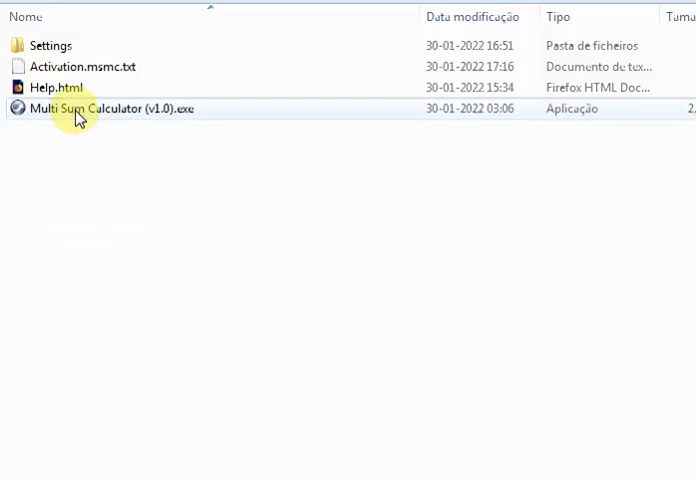 Nome Data modificação Tipo Tama
Settings 30-01-2022 16:51 Pasta de ficheiros
Activation.msmc.txt 30-01-2022 17:16 Documento de tex...
Help.html 30-01-2022 15:34 Firefox HTML Doc...
Multi Sum Calculator (v1.0).exe 30-01-2022 03:06 Aplicação 2.